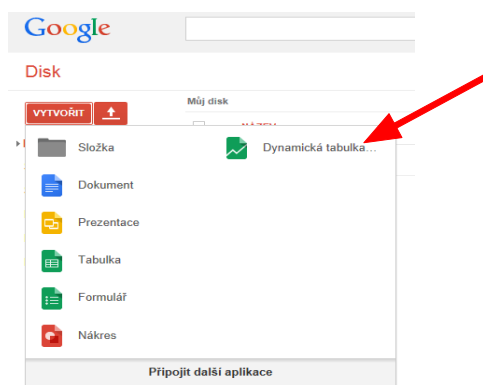 Google
Disk
VYTVOŘIT
Můj disk
Složka
Dynamická tabulka...
Dokument
Prezentace
Tabulka
Formulář
Nákres
Připojit další aplikace